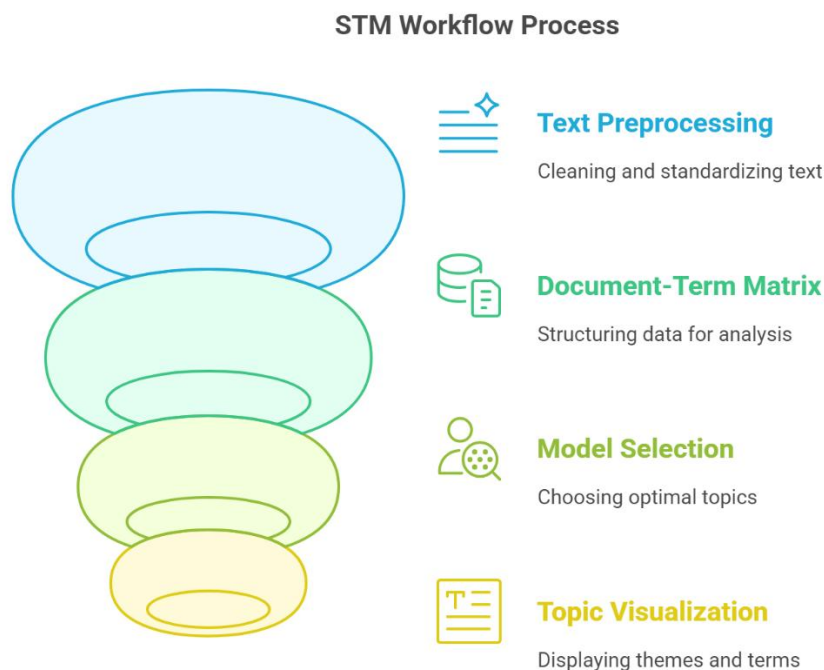 STM Workflow Process
Text Preprocessing
Cleaning and standardizing text
Document-Term Matrix
Structuring data for analysis
Model Selection
Choosing optimal topics
T
Topic Visualization
Displaying themes and terms